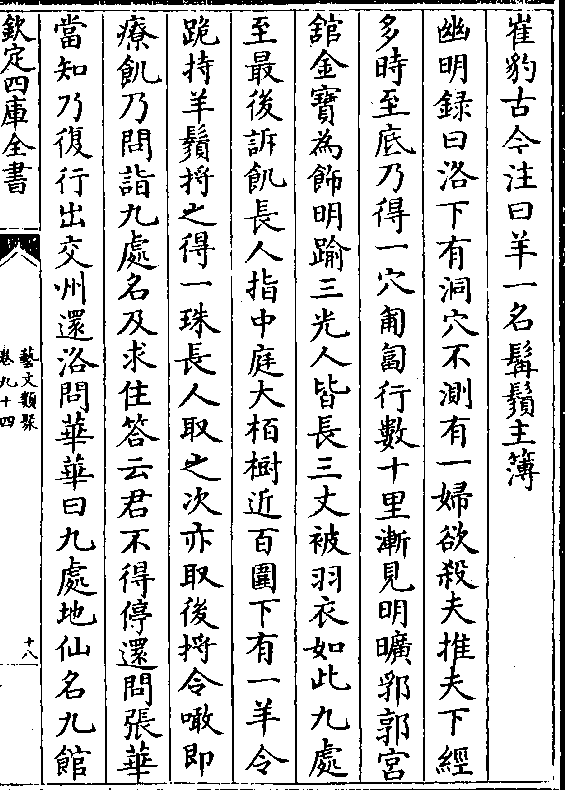 崔豹古今注曰羊一名髯鬚主簿
幽明録曰洛下有洞穴不測有一婦欲殺夫推夫下經
多時至底乃得一穴匍匐行數十里漸見明曠郛郭宮
舘金寶為飾明踰三光人皆長三丈被羽衣如此九處
至最後訴飢長人指中庭大栢樹近百圍下有一羊令
跪持羊鬚捋之得一珠長人取之次亦取後捋令噉即
療飢乃問詣九處名及求住答云君不得停還問張華
當知乃復行出交州還洛問華華曰九處地仙名九館
欽定四庫全書
藝文類聚
卷九十四
十八